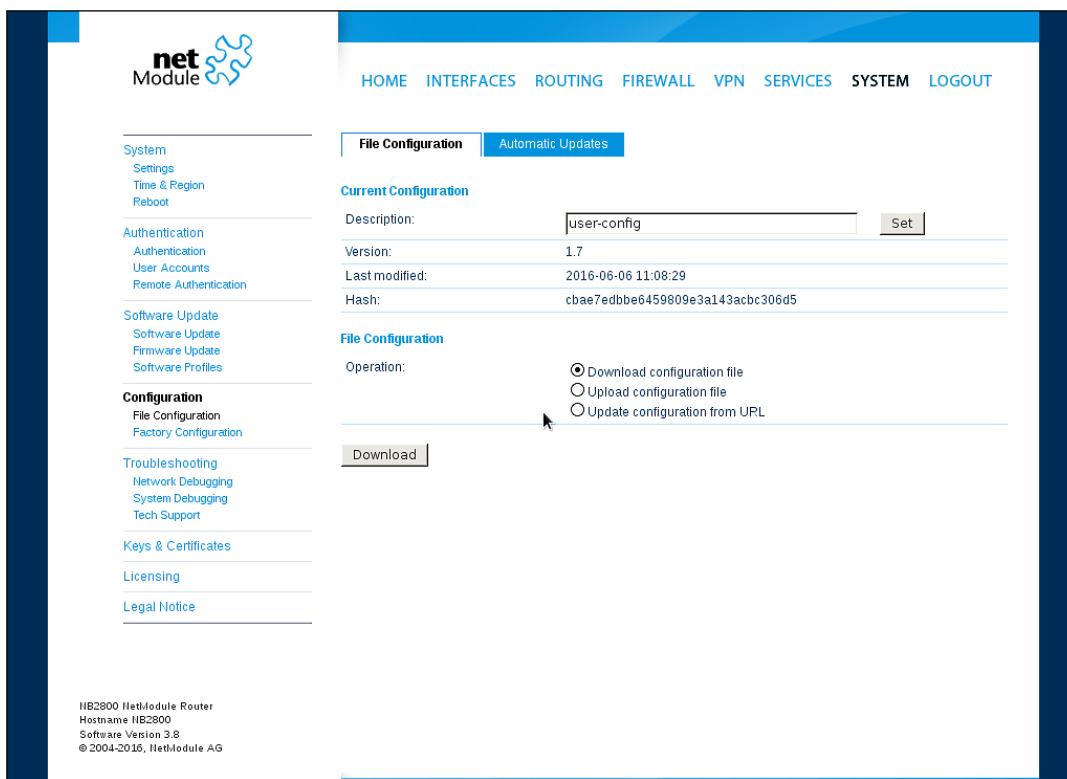 net
Module
HOME INTERFACES ROUTING FIREWALL VPN SERVICES SYSTEM LOGOUT
System
Settings
Time & Region
Reboot
Authentication
Authentication
User Accounts
Remote Authentication
Software Update
Software Update
Firmware Update
Software Profiles
Configuration
File Configuration
Factory Configuration
Troubleshooting
Network Debugging
System Debugging
Tech Support
Keys & Certificates
Licensing
Legal Notice
File Configuration Automatic Updates
Current Configuration
Description: user-config Set
Version: 1.7
Last modified: 2016-06-06 11:08:29
Hash: cbae7edbbe6459809e3a143acbc306d5
File Configuration
Operation: Download configuration file
Upload configuration file
Update configuration from URL
Download
NB2800 NetModule Router
Hostname NB2800
Software Version 3.8
© 2004-2016, NetModule AG